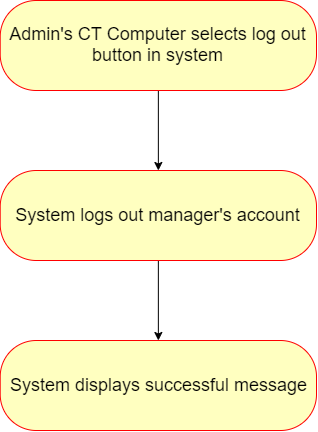 Admin's CT Computer selects log out
button in system
System logs out manager's account
System displays successful message